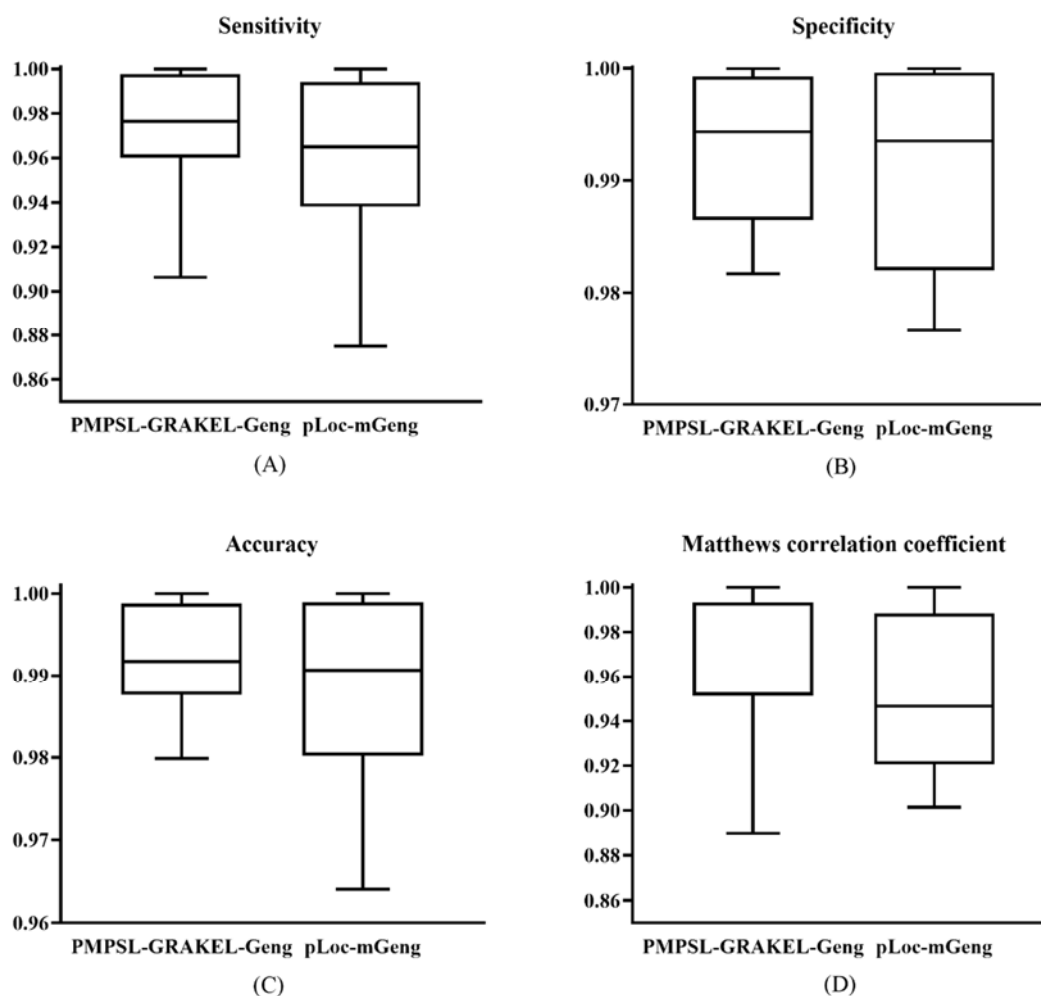 Sensitivity
1.00
0.98
0.96
0.94
0.92
0.90
0.88
0.86
PMPSL-GRAKEL-Geng pLoc-mGeng
(A)
Specificity
1.00
0.99
0.98
0.97
PMPSL-GRAKEL-Geng pLoc-mGeng
(B)
Accuracy
1.00
0.99
0.98
0.97
0.96
PMPSL-GRAKEL-Geng pLoc-mGeng
(C)
Matthews correlation coefficient
1.00
0.98
0.96
0.94
0.92
0.90
0.88
0.86
PMPSL-GRAKEL-Geng pLoc-mGeng
(D)